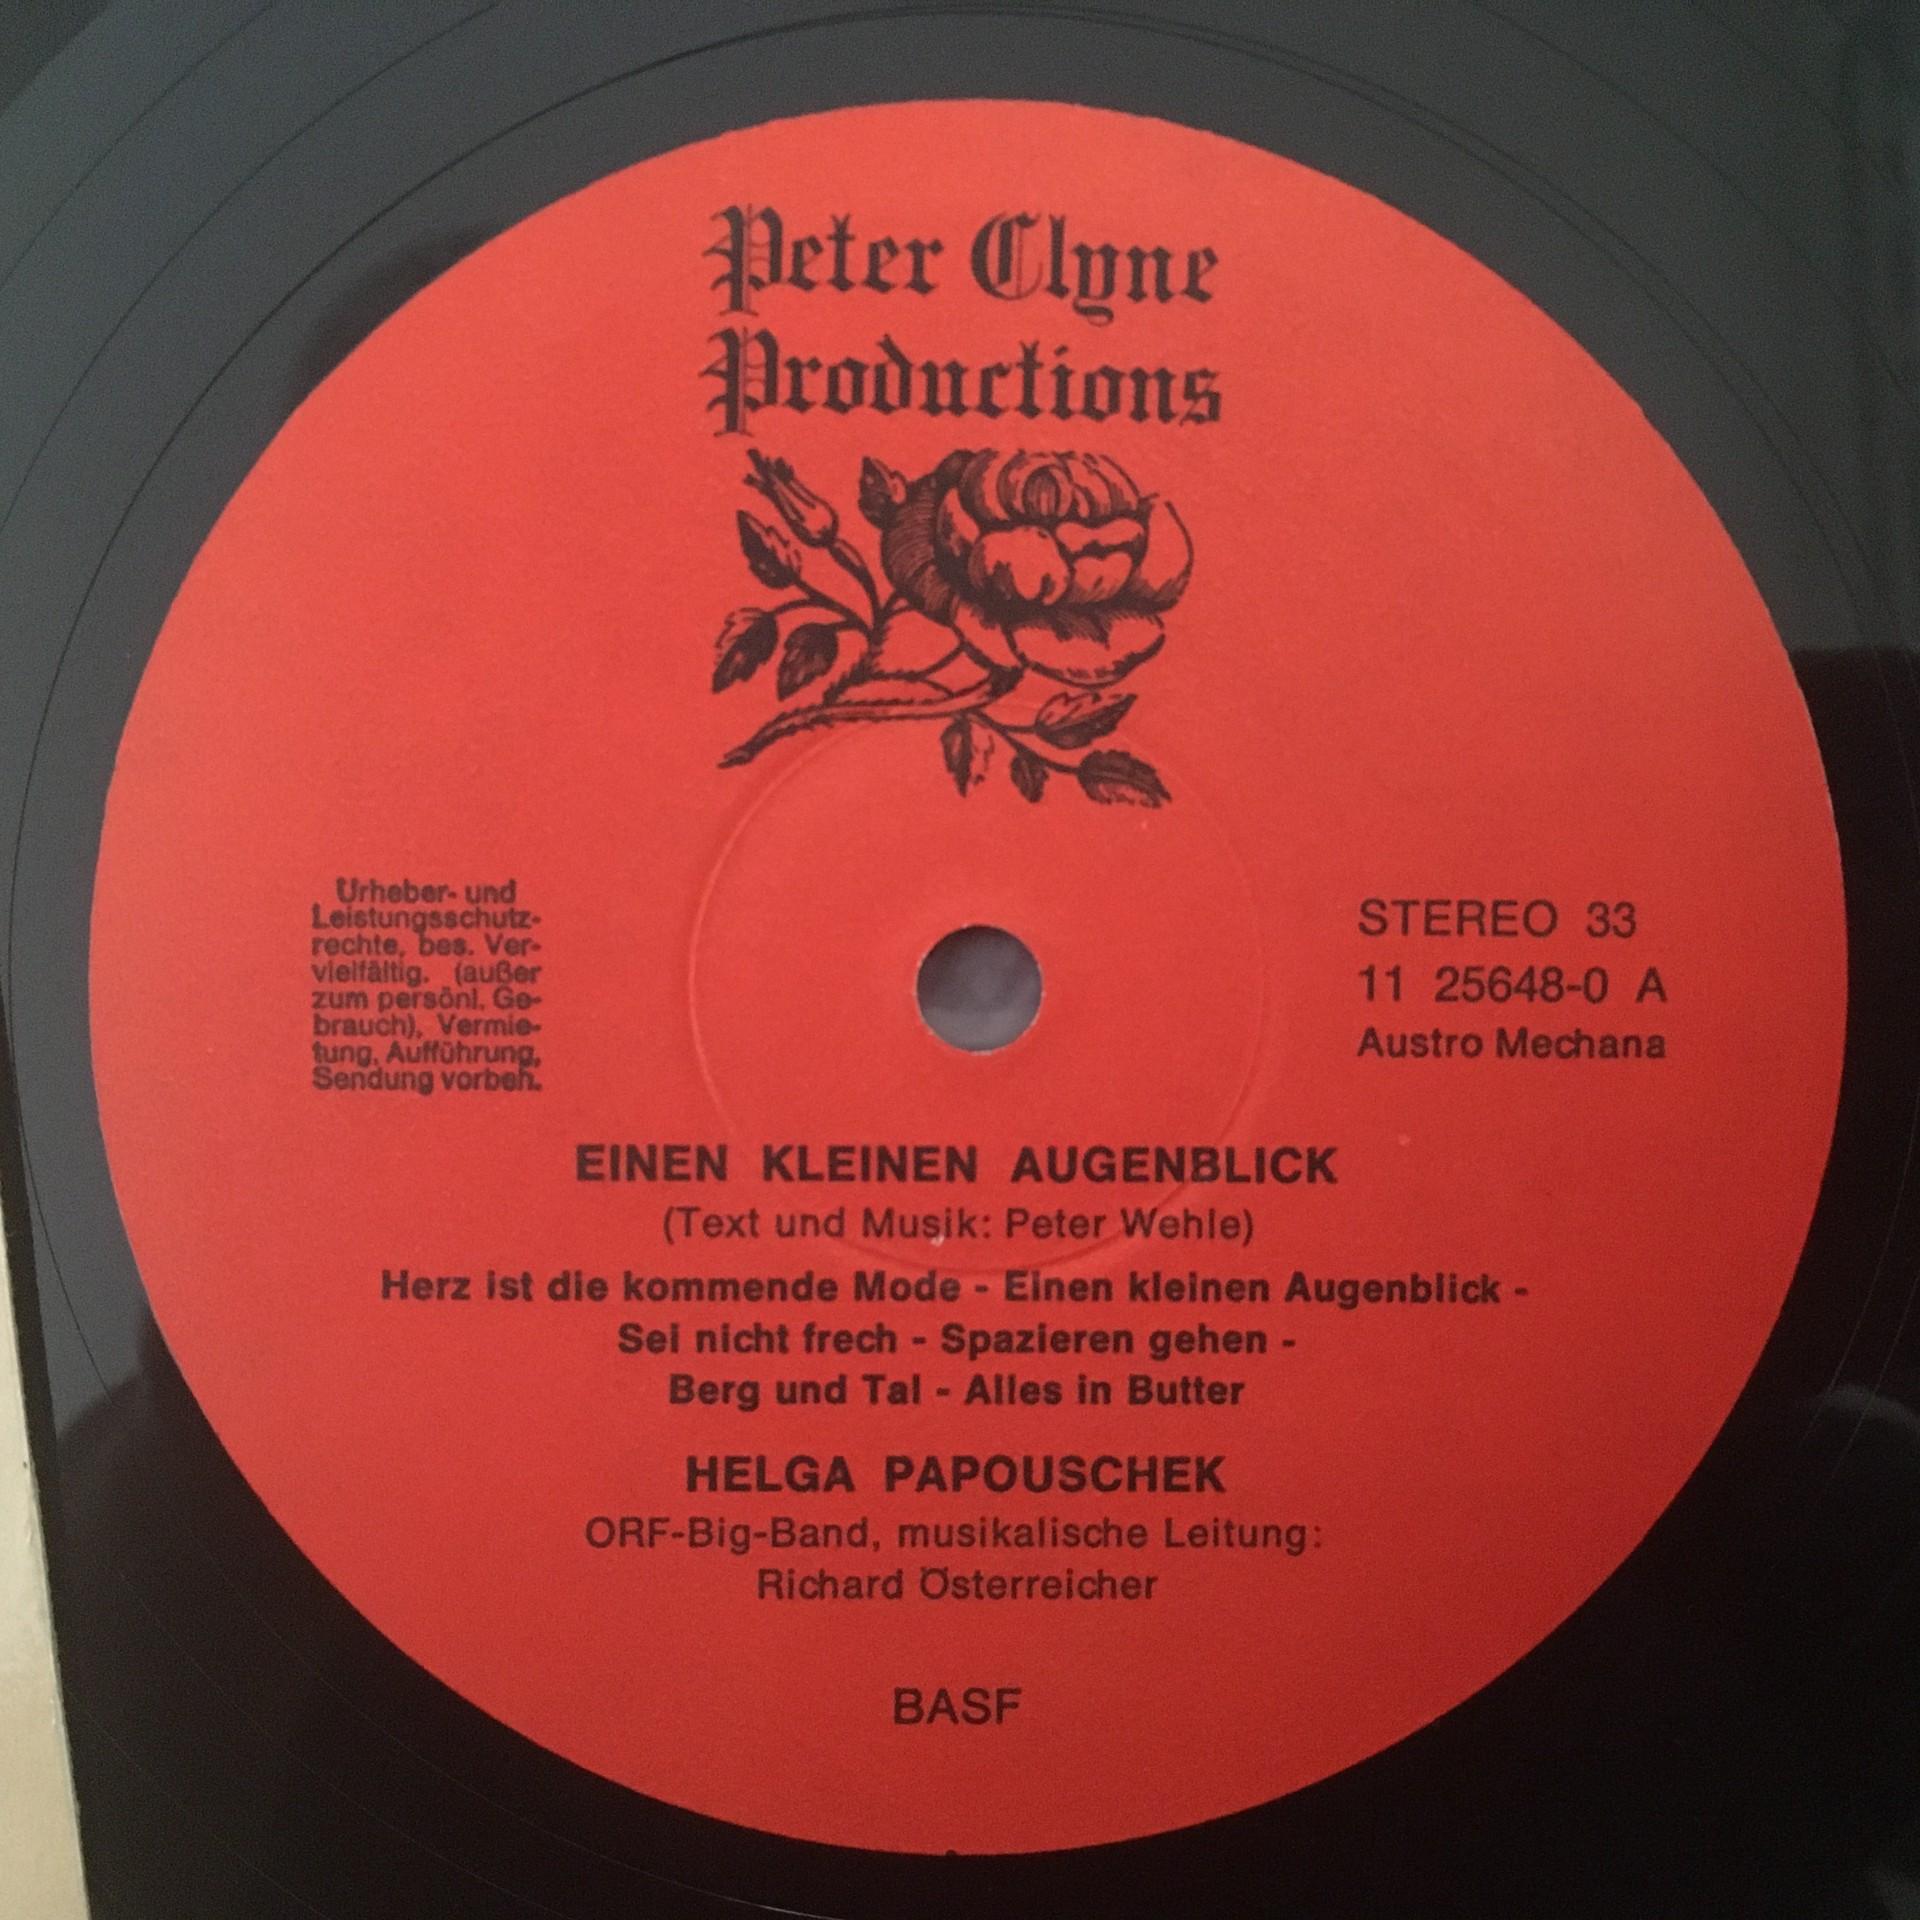 Peter Clyne
Productions
Urheber- und
Leistungsschutz-
rechte, bes. Ver-
vielfältig. (außer
zum persönl. Ge-
brauch), Vermie-
tung, Aufführung,
Sendung vorbeh.
STEREO 33
11 25648-0 A
Austro Mechana
EINEN KLEINEN AUGENBLICK
(Text und Musik: Peter Wehle)
Herz ist die kommende Mode - Einen kleinen Augenblick -
Sei nicht frech - Spazieren gehen -
Berg und Tal - Alles in Butter
HELGA PAPOUSCHEK
ORF-Big-Band, musikalische Leitung:
Richard Österreicher
BASF